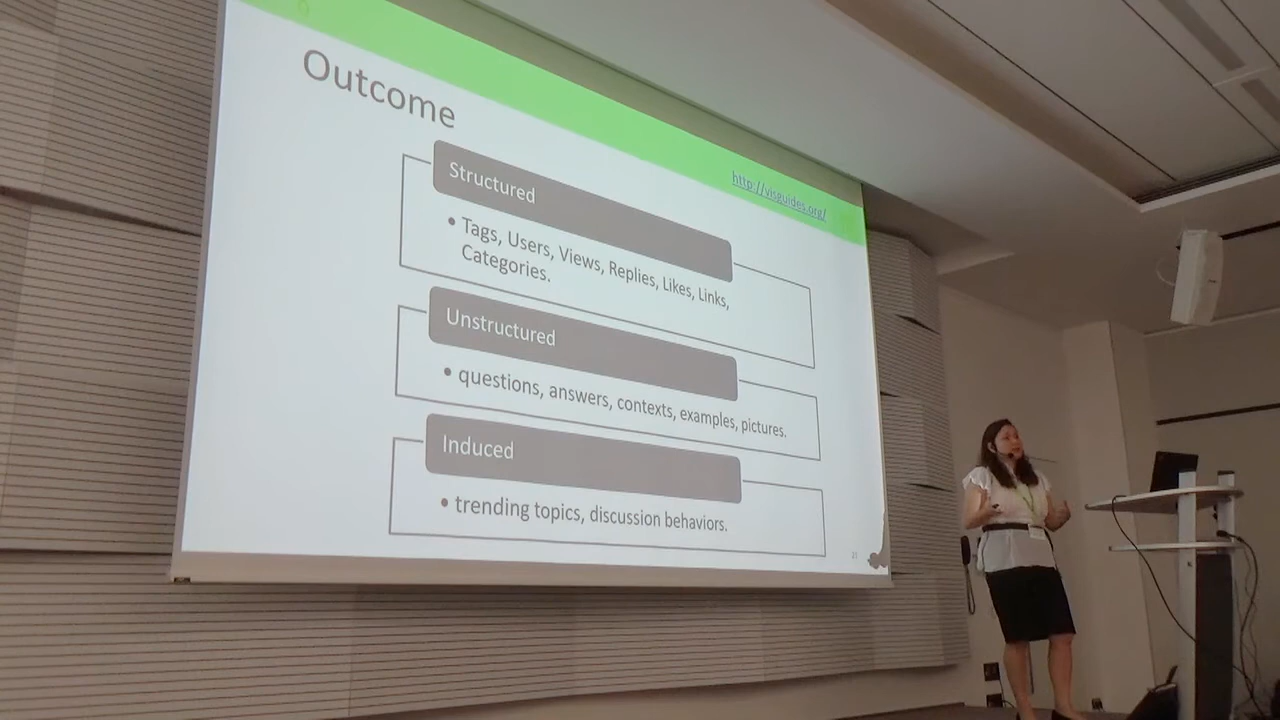 Outcome
http://visguides.org/
Structured
• Tags, Users, Views, Replies, Likes, Links,
Categories.
Unstructured
• questions, answers, contexts, examples, pictures.
Induced
• trending topics, discussion behaviors.